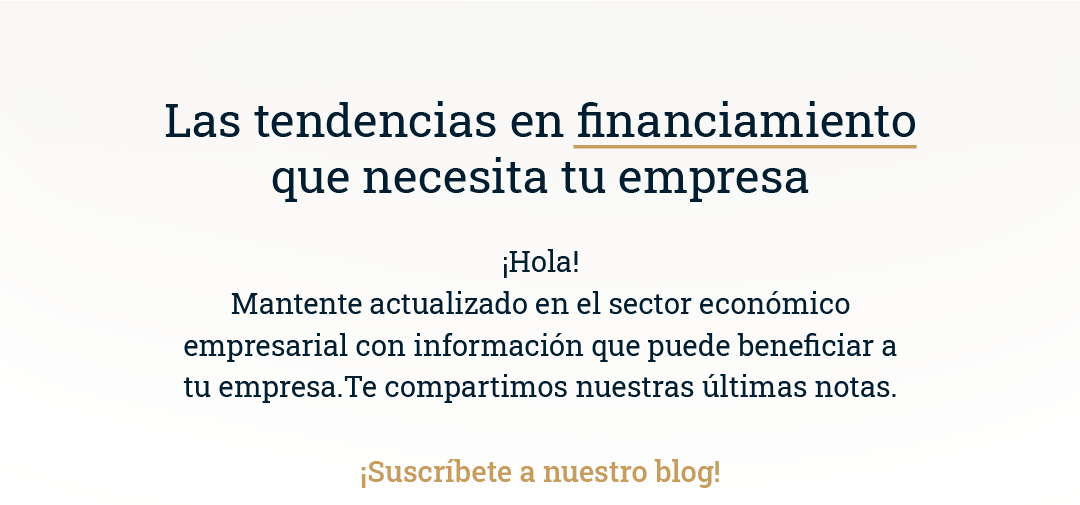 Las tendencias en financiamiento
que necesita tu empresa
¡Hola!
Mantente actualizado en el sector económico
empresarial con información que puede beneficiar a
tu empresa.Te compartimos nuestras últimas notas.
¡Suscríbete a nuestro blog!